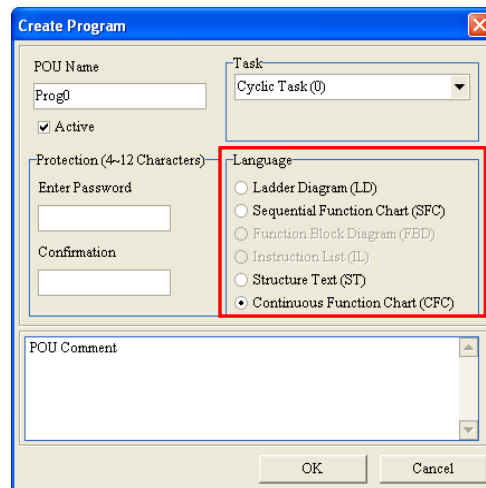 Create Program
POU Name
Prog0
Active
Task
Cyclic Task (0)
Protection (4~12 Characters)
Enter Password
Confirmation
Language
Ladder Diagram (LD)
Sequential Function Chart (SFC)
Function Block Diagram (FBD)
Instruction List (IL)
Structure Text (ST)
Continuous Function Chart (CFC)
POU Comment
OK
Cancel